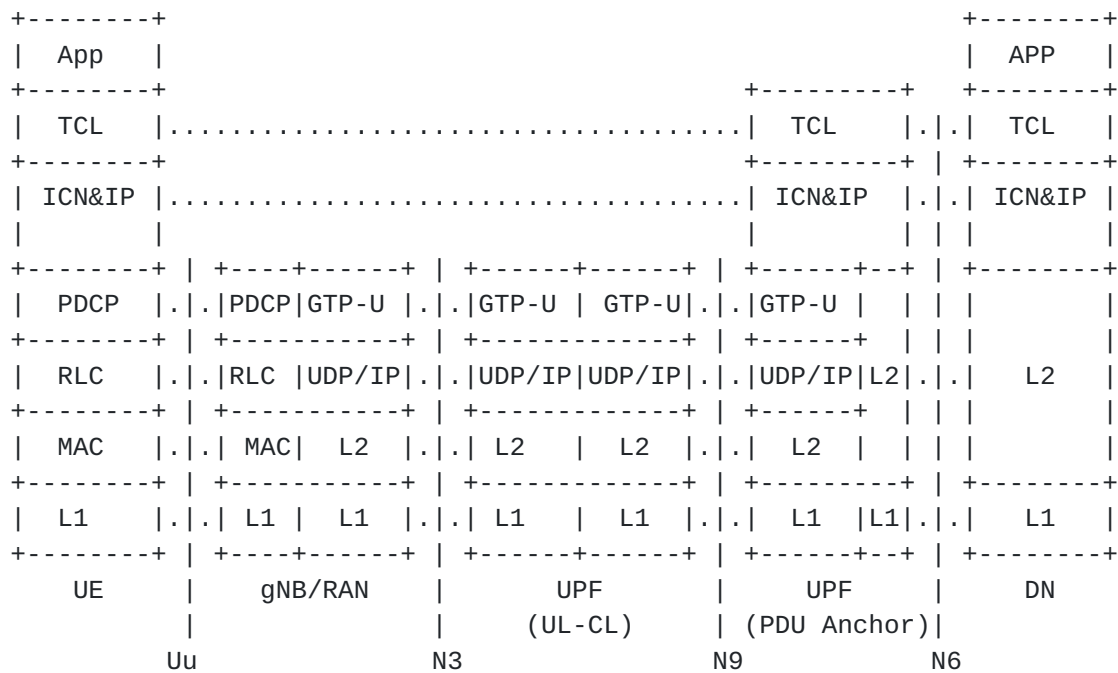 +--------+                                                    +--------+
|  App   |                                                    |  APP   |
+--------+                                      +---------+   +--------+
|  TCL   |.....................................|  TCL    |.|.|  TCL   |
+--------+                                      +---------+ | +--------+
| ICN&IP |.....................................| ICN&IP  |.|.| ICN&IP |
|        |                                      |         | | |        |
+--------+ | +----+------+ | +------+------+ | +------+--+ | +--------+
|  PDCP  |.|.|PDCP|GTP-U |.|.|GTP-U | GTP-U|.|.|GTP-U |  | | |        |
+--------+ | +-----------+ | +-------------+ | +------+  | | |        |
|  RLC   |.|.|RLC |UDP/IP|.|.|UDP/IP|UDP/IP|.|.|UDP/IP|L2|.|.|   L2   |
+--------+ | +-----------+ | +-------------+ | +------+  | | |        |
|  MAC   |.|.| MAC|  L2  |.|.| L2   |  L2  |.|.|  L2  |  | | |        |
+--------+ | +-----------+ | +-------------+ | +---------+ | +--------+
|  L1    |.|.| L1 |  L1  |.|.| L1   |  L1  |.|.|  L1  |L1|.|.|   L1   |
+--------+ | +----+------+ | +------+------+ | +------+--+ | +--------+
    UE     |    gNB/RAN    |       UPF       |     UPF     |     DN
           |               |     (UL-CL)     | (PDU Anchor)|
          Uu              N3                N9            N6